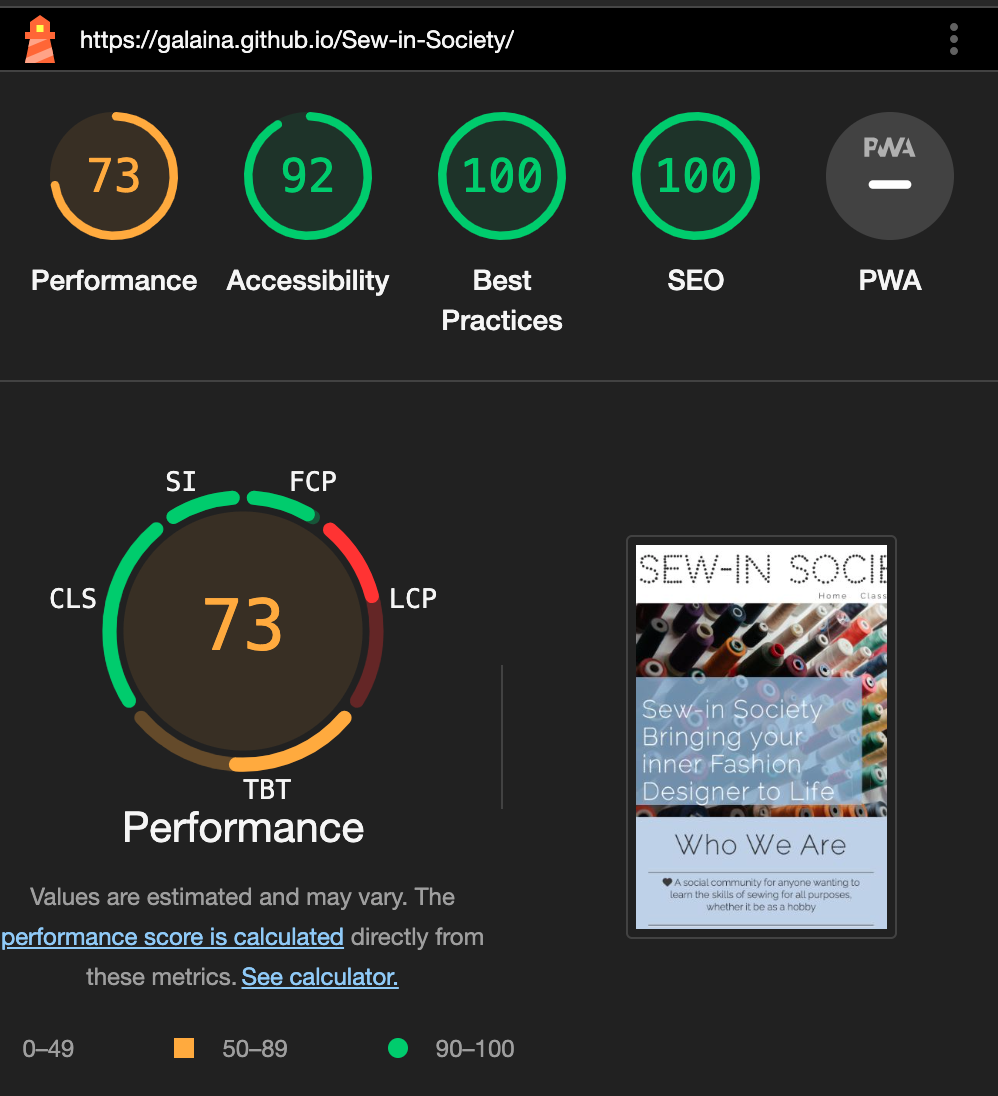 https://galaina.github.io/Sew-in-Society/
73
92
100
100
PWA
Performance
Accessibility
Best
Practices
SEO
PWA
SI
FCP
CLS
LCP
73
TBT
Performance
Values are estimated and may vary. The
performance score is calculated directly from
these metrics. See calculator.
0–49
50–89
90–100
SEW-IN SOCIE
Home Class
Sew-in Society
Bringing your
inner Fashion
Designer to Life
Who We Are
A social community for anyone wanting to
learn the skills of sewing for all purposes,
whether it be as a hobby